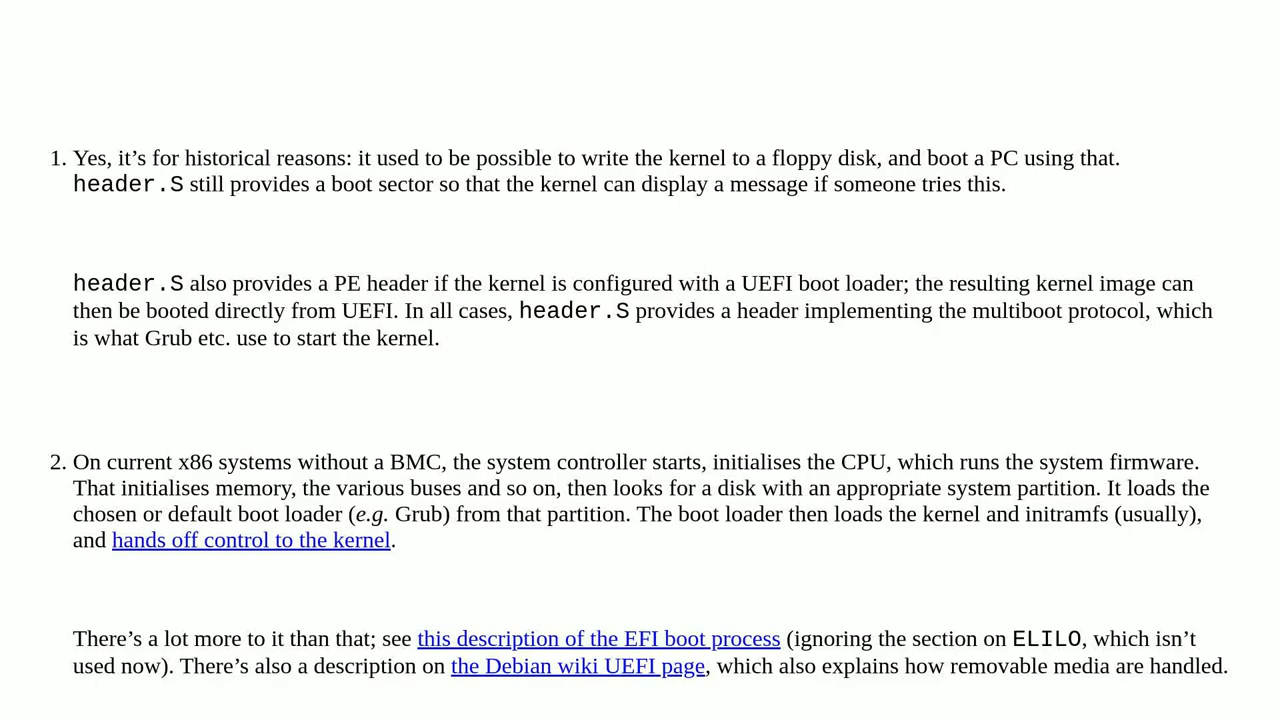 1. Yes, it’s for historical reasons: it used to be possible to write the kernel to a floppy disk, and boot a PC using that.
header.S still provides a boot sector so that the kernel can display a message if someone tries this.
header.S also provides a PE header if the kernel is configured with a UEFI boot loader; the resulting kernel image can
then be booted directly from UEFI. In all cases, header.S provides a header implementing the multiboot protocol, which
is what Grub etc. use to start the kernel.
2. On current x86 systems without a BMC, the system controller starts, initialises the CPU, which runs the system firmware.
That initialises memory, the various buses and so on, then looks for a disk with an appropriate system partition. It loads the
chosen or default boot loader (e.g. Grub) from that partition. The boot loader then loads the kernel and initramfs (usually),
and hands off control to the kernel.
There’s a lot more to it than that; see this description of the EFI boot process (ignoring the section on ELILO, which isn’t
used now). There’s also a description on the Debian wiki UEFI page, which also explains how removable media are handled.